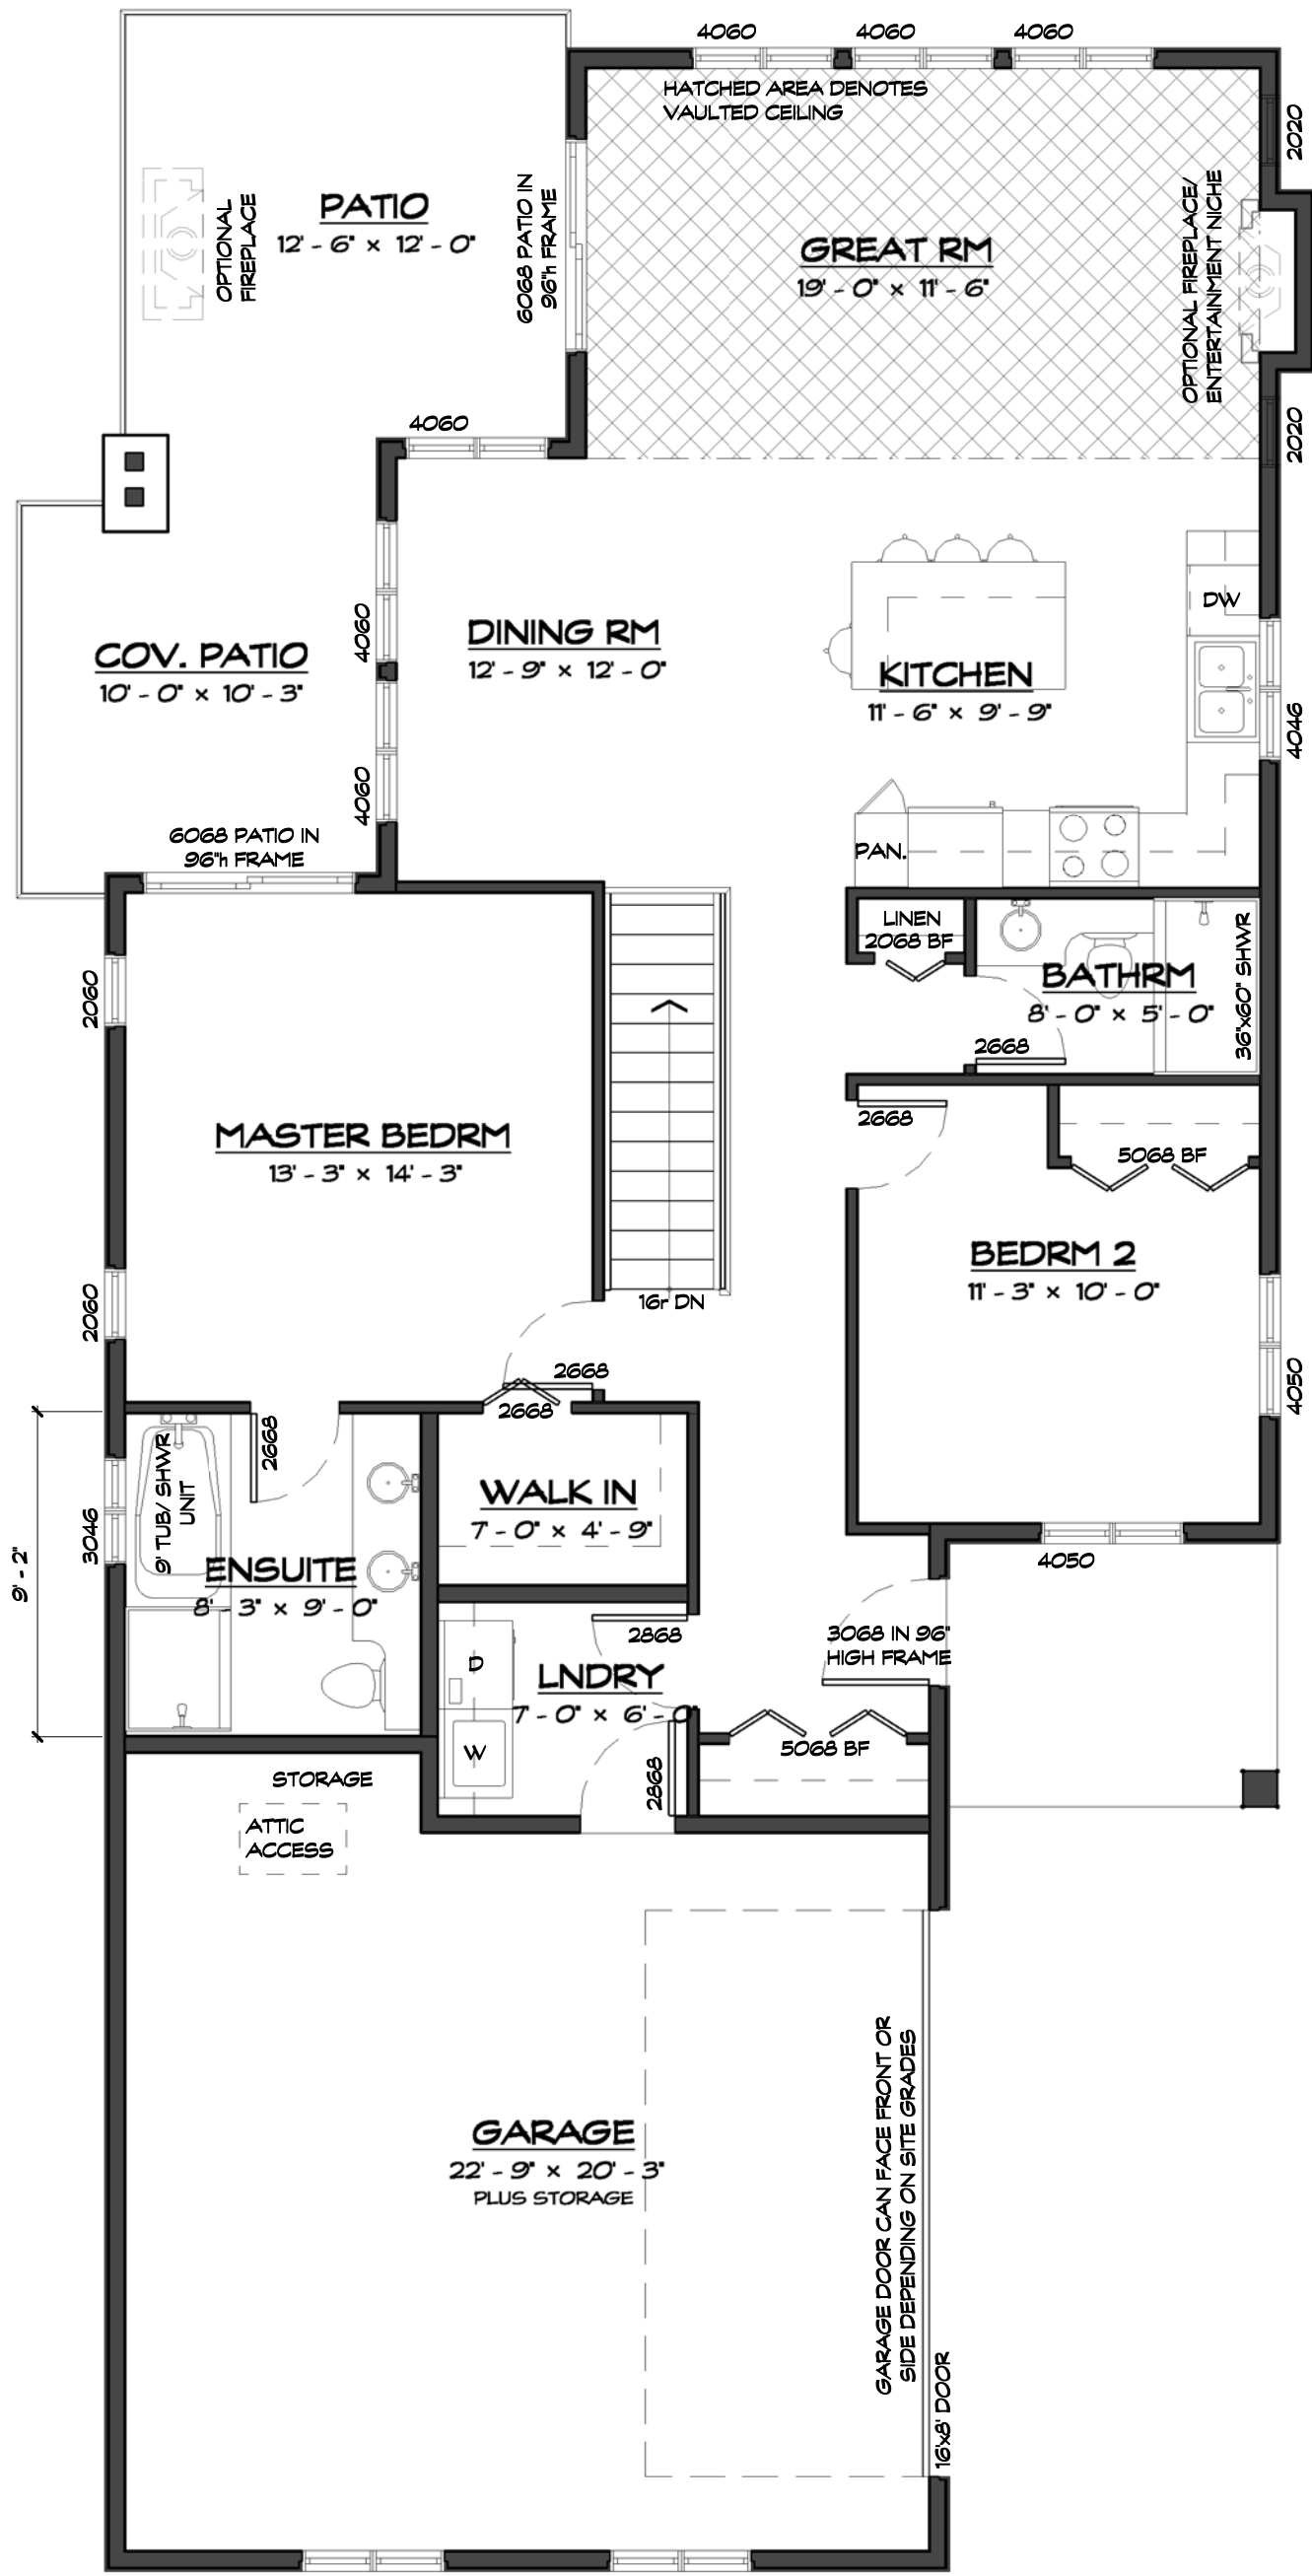 4060
4060
4060
HATCHED AREA DENOTES
VAULTED CEILING
2020
OPTIONAL
FIREPLACE
PATIO
12' - 6" × 12' - 0"
6068 PATIO IN
96"h FRAME
GREAT RM
19' - 0" × 11' - 6"
OPTIONAL FIREPLACE/
ENTERTAINMENT NICHE
2020
4060
COV. PATIO
10' - 0" × 10' - 3"
4060
DINING RM
12' - 9" × 12' - 0"
DW
KITCHEN
11' - 6" × 9' - 9"
4046
4060
6068 PATIO IN
96"h FRAME
PAN.
LINEN
2068 BF
BATHRM
8' - 0" × 5' - 0"
36"x60" SHWR
2060
2668
2668
MASTER BEDRM
13' - 3" × 14' - 3"
5068 BF
BEDRM 2
11' - 3" × 10' - 0"
2060
16r DN
2668
2668
4050
2668
9' TUB/ SHWR
UNIT
WALK IN
7' - 0" × 4' - 9"
3046
9' - 2"
ENSUITE
8' - 3" × 9' - 0"
4050
2868
3068 IN 96"
HIGH FRAME
D
LNDRY
7' - 0" × 6' - 0"
W
5068 BF
2868
STORAGE
ATTIC
ACCESS
GARAGE
22' - 9" × 20' - 3"
PLUS STORAGE
GARAGE DOOR CAN FACE FRONT OR
SIDE DEPENDING ON SITE GRADES
16'x8' DOOR